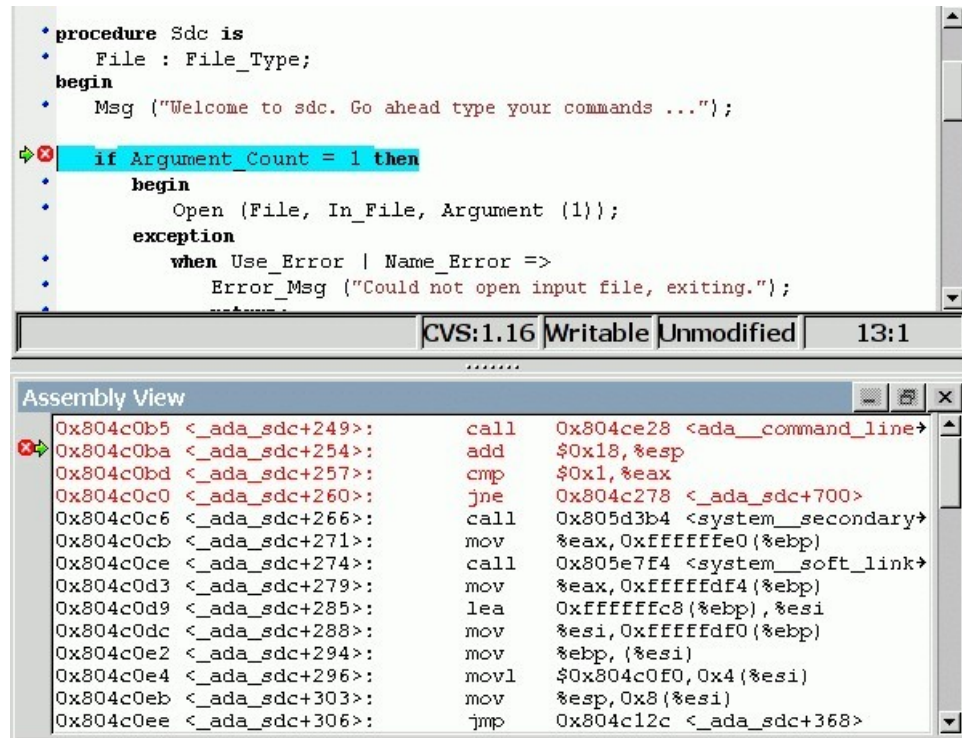 procedure Sdc is
File : File_Type;
begin
Msg ("Welcome to sdc. Go ahead type your commands ...");
if Argument_Count = 1 then
begin
Open (File, In_File, Argument (1));
exception
when Use_Error | Name_Error =>
Error_Msg ("Could not open input file, exiting.");
CVS:1.16 Writable Unmodified 13:1
Assembly View
0x804c0b5 <_ada_sdc+249>: call 0x804ce28 <ada__command_line
0x804c0ba <_ada_sdc+254>: add $0x18,%esp
0x804c0bd <_ada_sdc+257>: cmp $0x1,%eax
0x804c0c0 <_ada_sdc+260>: jne 0x804c278 <_ada_sdc+700>
0x804c0c6 <_ada_sdc+266>: call 0x805d3b4 <system__secondary
0x804c0cb <_ada_sdc+271>: mov %eax,0xffffffe0(%ebp)
0x804c0ce <_ada_sdc+274>: call 0x805e7f4 <system__soft_link
0x804c0d3 <_ada_sdc+279>: mov %eax,0xfffffdf4(%ebp)
0x804c0d9 <_ada_sdc+285>: lea 0xffffffc8(%ebp),%esi
0x804c0dc <_ada_sdc+288>: mov %esi,0xfffffdf0(%ebp)
0x804c0e2 <_ada_sdc+294>: mov %ebp,(%esi)
0x804c0e4 <_ada_sdc+296>: movl $0x804c0f0,0x4(%esi)
0x804c0eb <_ada_sdc+303>: mov %esp,0x8(%esi)
0x804c0ee <_ada_sdc+306>: jmp 0x804c12c <_ada_sdc+368>